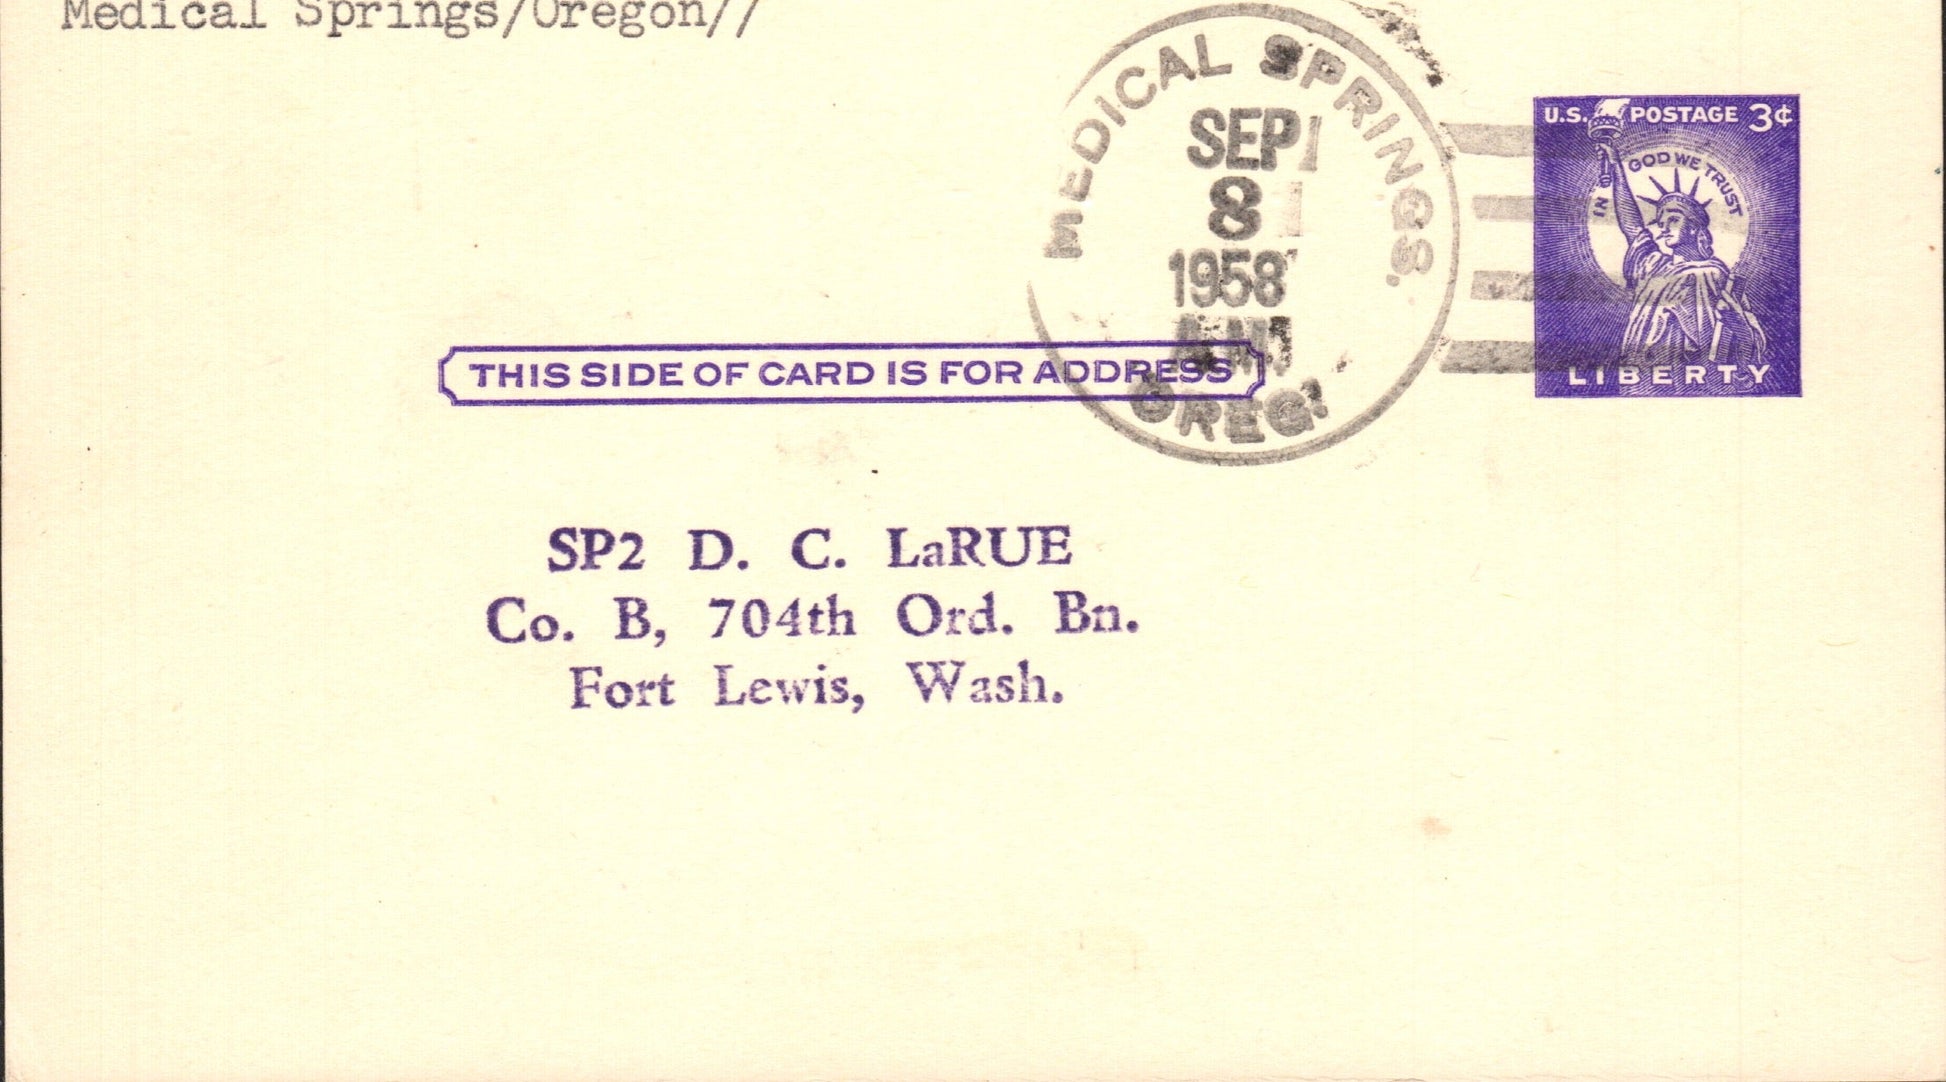 Medical Springs/Oregon//
MEDICAL SPRINGS.
SEP
8
1958
OREG.
U.S. POSTAGE 3¢
IN GOD WE TRUST
LIBERTY
THIS SIDE OF CARD IS FOR ADDRESS
SP2 D. C. LaRUE
Co. B, 704th Ord. Bn.
Fort Lewis, Wash.